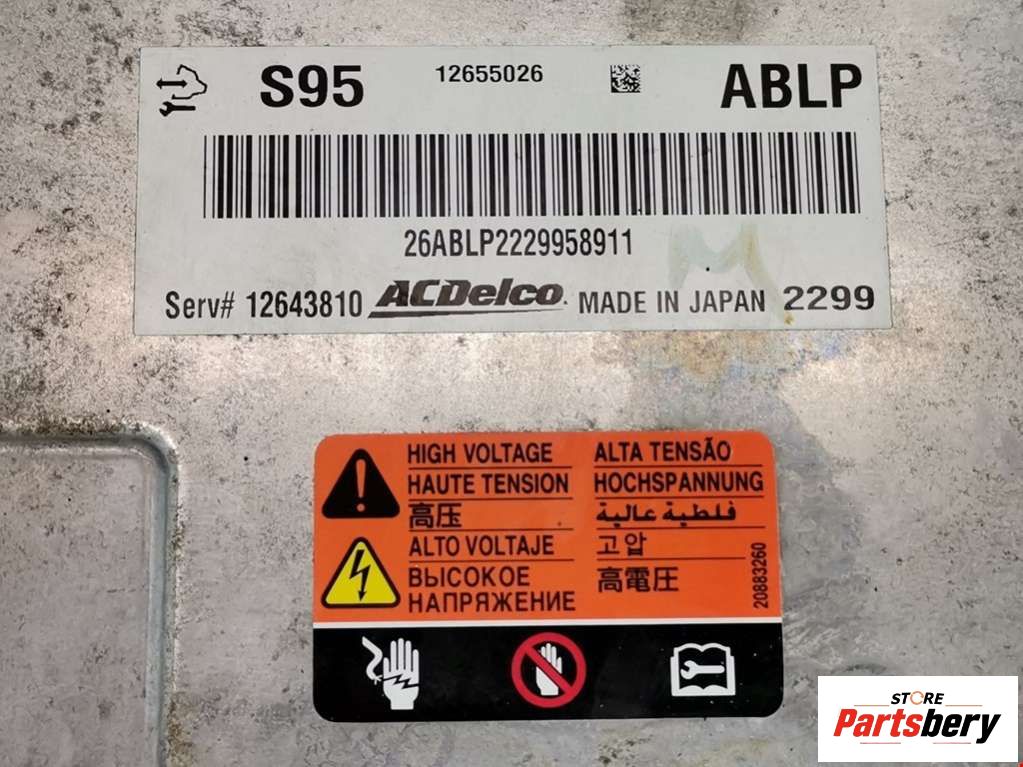 S95 12655026 ABLP
26ABLP2229958911
Serv# 12643810 ACDelco. MADE IN JAPAN 2299
M
HIGH VOLTAGE
HAUTE TENSION
高压
ALTO VOLTAJE
ВЫСОКОЕ
НАПРЯЖЕНИЕ
ALTA TENSÃO
HOCHSPANNUNG
فلطية عالية
고압
高電圧
20883260
STORE
Partsbery